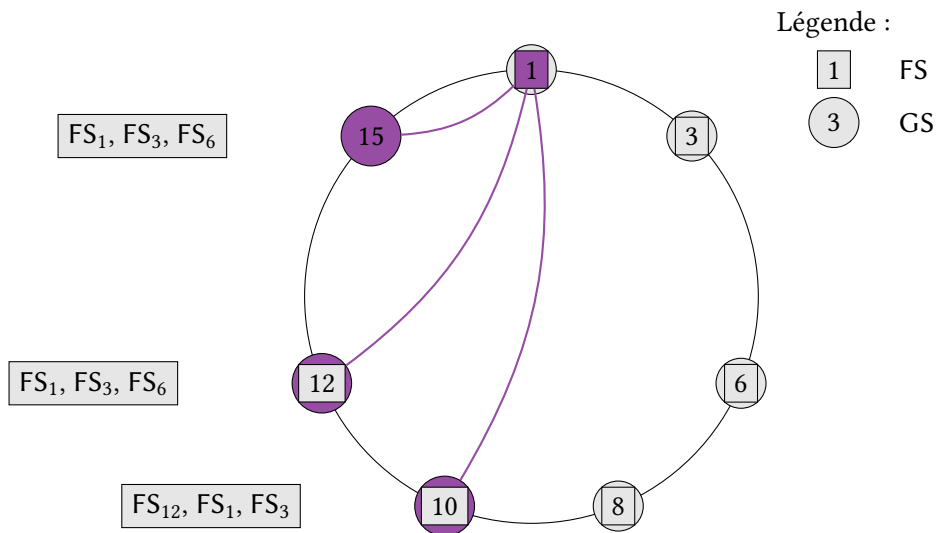 Légende :
1 FS
3 GS
1
FS₁, FS₃, FS₆
15
3
FS₁, FS₃, FS₆
12
6
FS₁₂, FS₁, FS₃
10
8